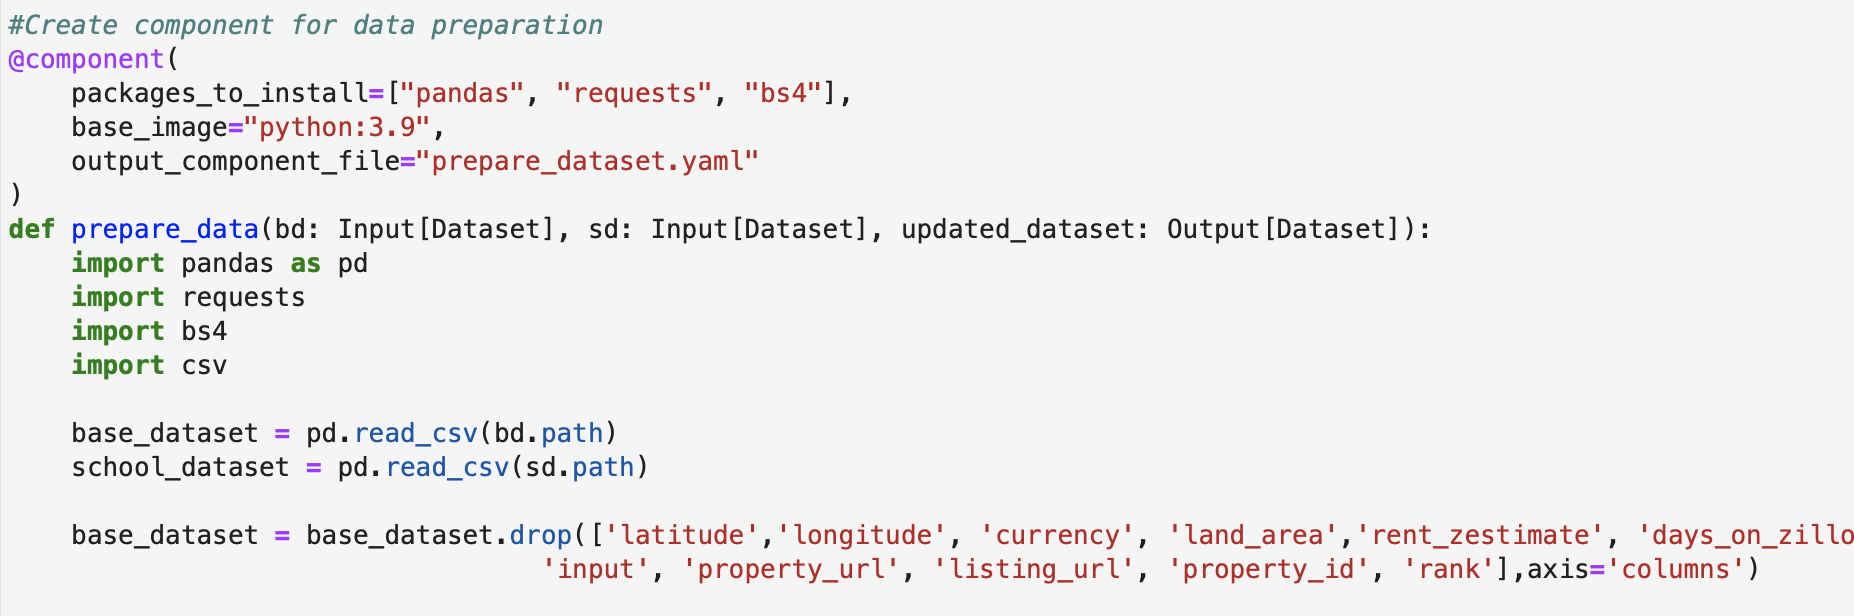 #Create component for data preparation
@component(
    packages_to_install=["pandas", "requests", "bs4"],
    base_image="python:3.9",
    output_component_file="prepare_dataset.yaml"
)
def prepare_data(bd: Input[Dataset], sd: Input[Dataset], updated_dataset: Output[Dataset]):
    import pandas as pd
    import requests
    import bs4
    import csv

    base_dataset = pd.read_csv(bd.path)
    school_dataset = pd.read_csv(sd.path)

    base_dataset = base_dataset.drop(['latitude','longitude', 'currency', 'land_area','rent_zestimate', 'days_on_zillo
                                  'input', 'property_url', 'listing_url', 'property_id', 'rank'],axis='columns')